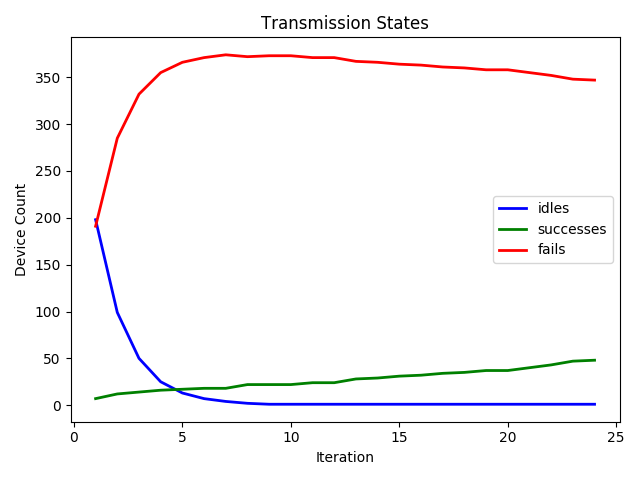 Transmission States
Device Count
350
300
250
200
150
100
50
0
idles
successes
fails
0 5 10 15 20 25
Iteration